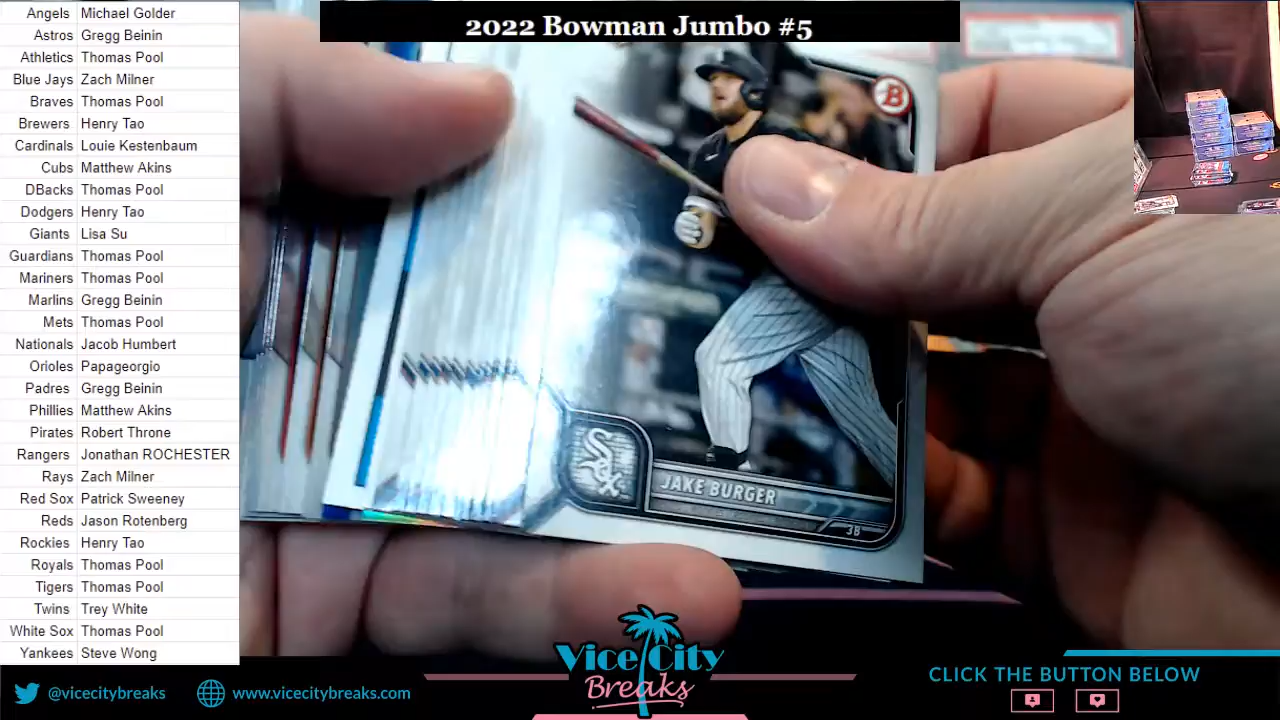 2022 Bowman Jumbo #5
Angels Michael Golder
Astros Gregg Beinin
Athletics Thomas Pool
Blue Jays Zach Milner
Braves Thomas Pool
Brewers Henry Tao
Cardinals Louie Kestenbaum
Cubs Matthew Akins
DBacks Thomas Pool
Dodgers Henry Tao
Giants Lisa Su
Guardians Thomas Pool
Mariners Thomas Pool
Marlins Gregg Beinin
Mets Thomas Pool
Nationals Jacob Humbert
Orioles Papageorgio
Padres Gregg Beinin
Phillies Matthew Akins
Pirates Robert Throne
Rangers Jonathan ROCHESTER
Rays Zach Milner
Red Sox Patrick Sweeney
Reds Jason Rotenberg
Rockies Henry Tao
Royals Thomas Pool
Tigers Thomas Pool
Twins Trey White
White Sox Thomas Pool
Yankees Steve Wong
B
Sox
JAKE BURGER
3B
@vicecitybreaks
www.vicecitybreaks.com
Vice City
Breaks
CLICK THE BUTTON BELOW